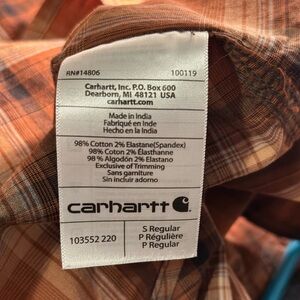 RN#14806 100119
Carhartt, Inc. P.O. Box 600
Dearborn, MI 48121 USA
carhartt.com
Made in India
Fabriqué en Inde
Hecho en la India
98% Cotton 2% Elastane(Spandex)
98% Coton 2% Élasthanne
98 % Algodón 2% Elastano
Exclusive of Trimming
Sans garniture
Sin incluir adorno
carhartt
103552 220
S Regular
P Régulière
P Regular